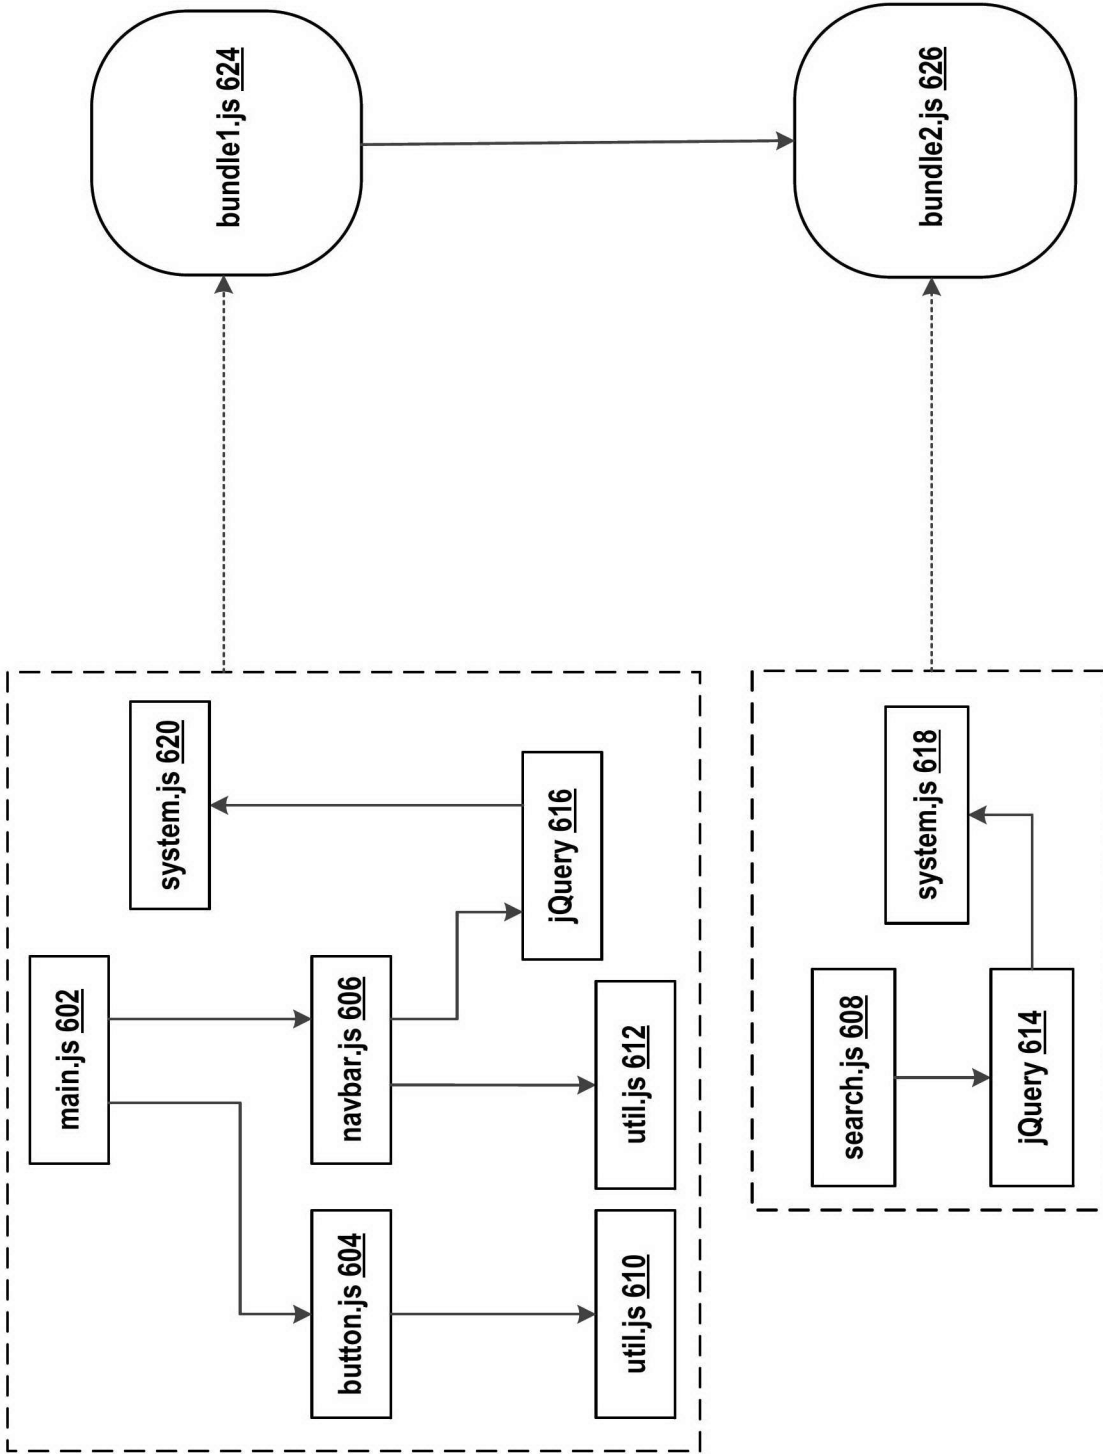 main.js 602
button.js 604
navbar.js 606
system.js 620
util.js 610
util.js 612
jQuery 616
bundle1.js 624
search.js 608
jQuery 614
system.js 618
bundle2.js 626